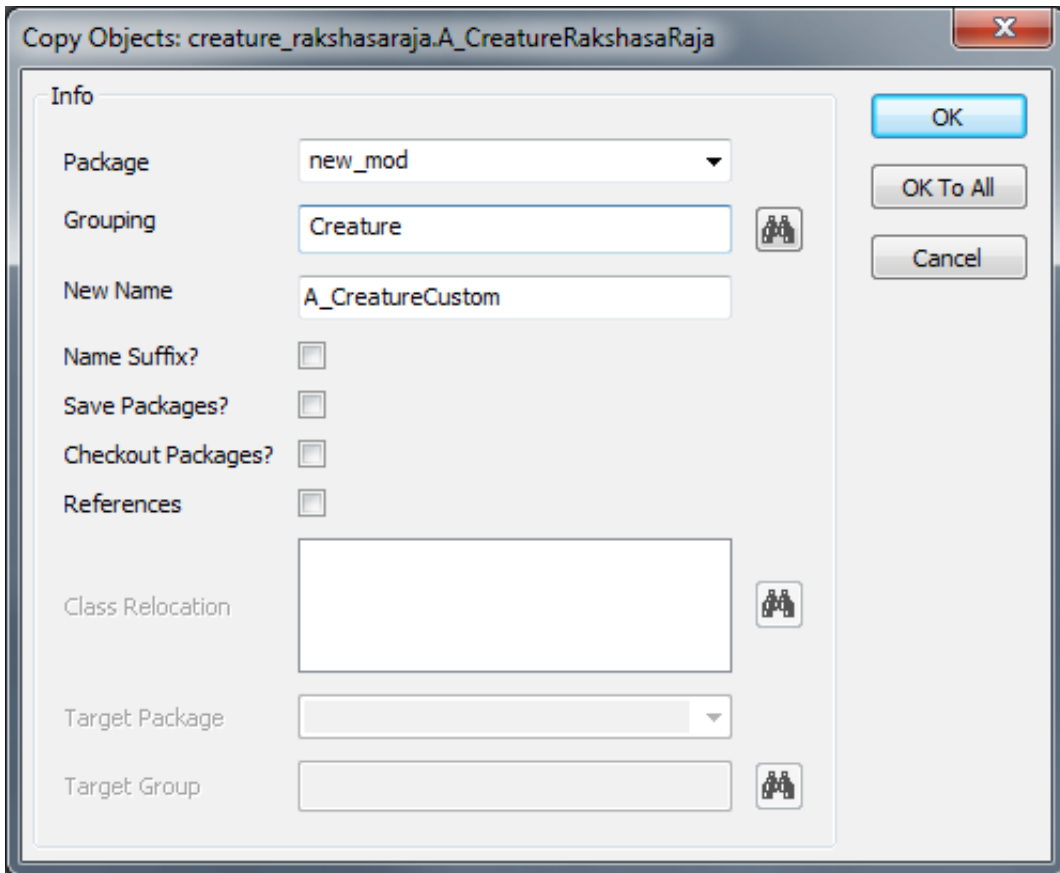 Copy Objects: creature_rakshasaraja.A_CreatureRakshasaRaja
Info
OK
Package
new_mod
OK To All
Grouping
Creature
Cancel
New Name
A_CreatureCustom
Name Suffix?
Save Packages?
Checkout Packages?
References
Class Relocation
Target Package
Target Group